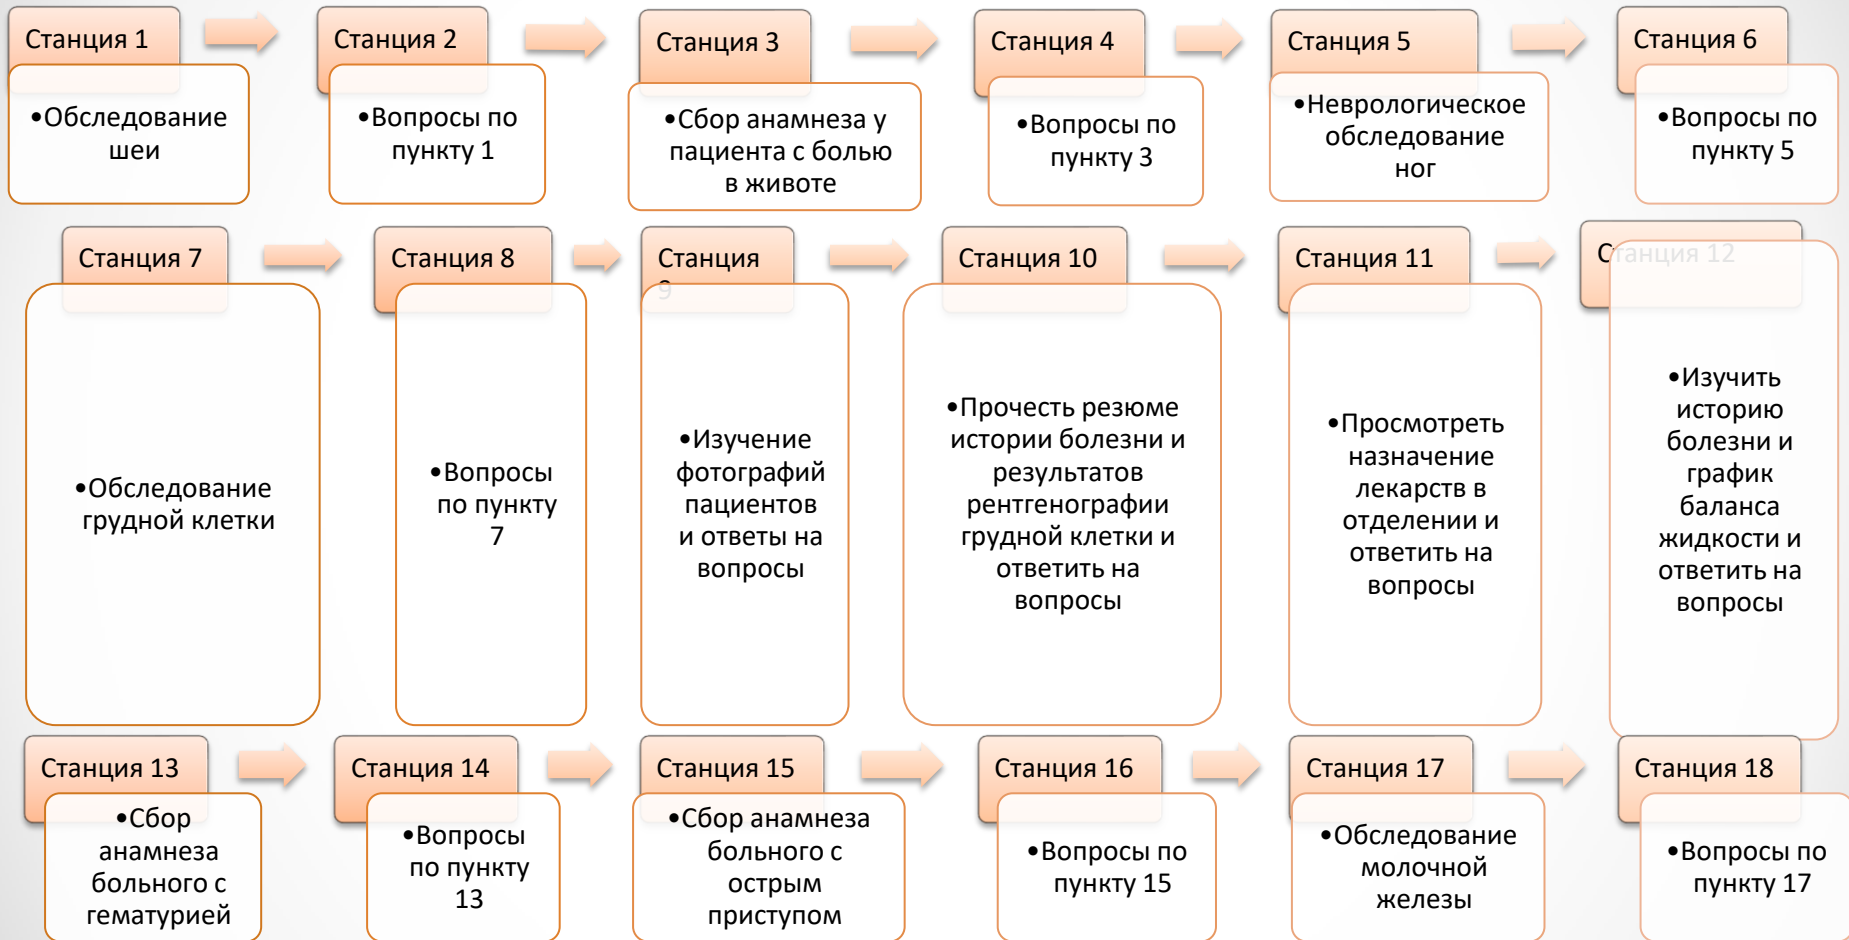 Станция 1
•Обследование
шеи
Станция 2
•Вопросы по
пункту 1
Станция 3
•Сбор анамнеза у
пациента с болью
в животе
Станция 4
•Вопросы по
пункту 3
Станция 5
•Неврологическое
обследование
ног
Станция 6
•Вопросы по
пункту 5
Станция 7
•Обследование
грудной клетки
Станция 8
•Вопросы
по пункту
7
Станция
9
•Изучение
фотографий
пациентов
и ответы на
вопросы
Станция 10
•Прочесть резюме
истории болезни и
результатов
рентгенографии
грудной клетки и
ответить на
вопросы
Станция 11
•Просмотреть
назначение
лекарств в
отделении и
ответить на
вопросы
Станция 12
•Изучить
историю
болезни и
график
баланса
жидкости и
ответить на
вопросы
Станция 13
•Сбор
анамнеза
больного с
гематурией
Станция 14
•Вопросы
по пункту
13
Станция 15
•Сбор анамнеза
больного с
острым
приступом
Станция 16
•Вопросы по
пункту 15
Станция 17
•Обследование
молочной
железы
Станция 18
•Вопросы по
пункту 17